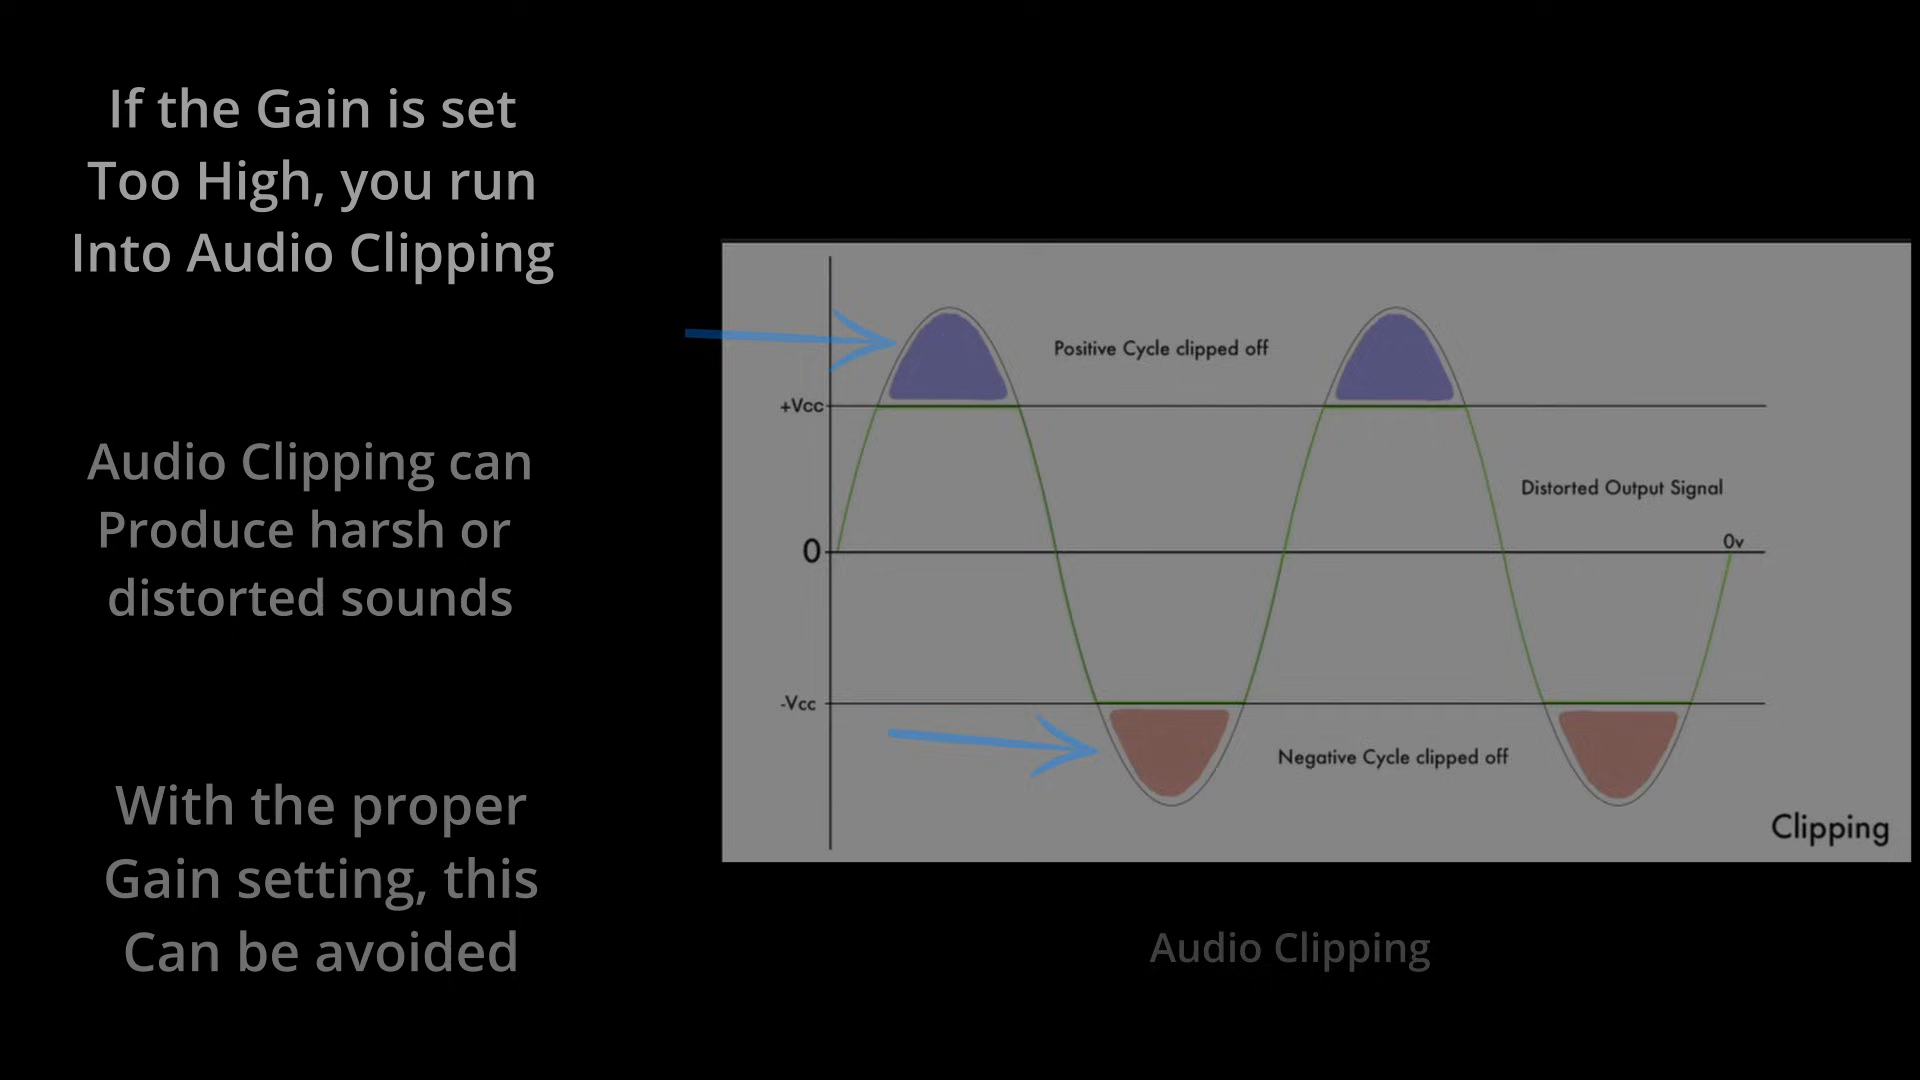 If the Gain is set
Too High, you run
Into Audio Clipping
Audio Clipping can
Produce harsh or
distorted sounds
With the proper
Gain setting, this
Can be avoided
Positive Cycle clipped off
+Vcc
Distorted Output Signal
0
0v
-Vcc
Negative Cycle clipped off
Clipping
Audio Clipping